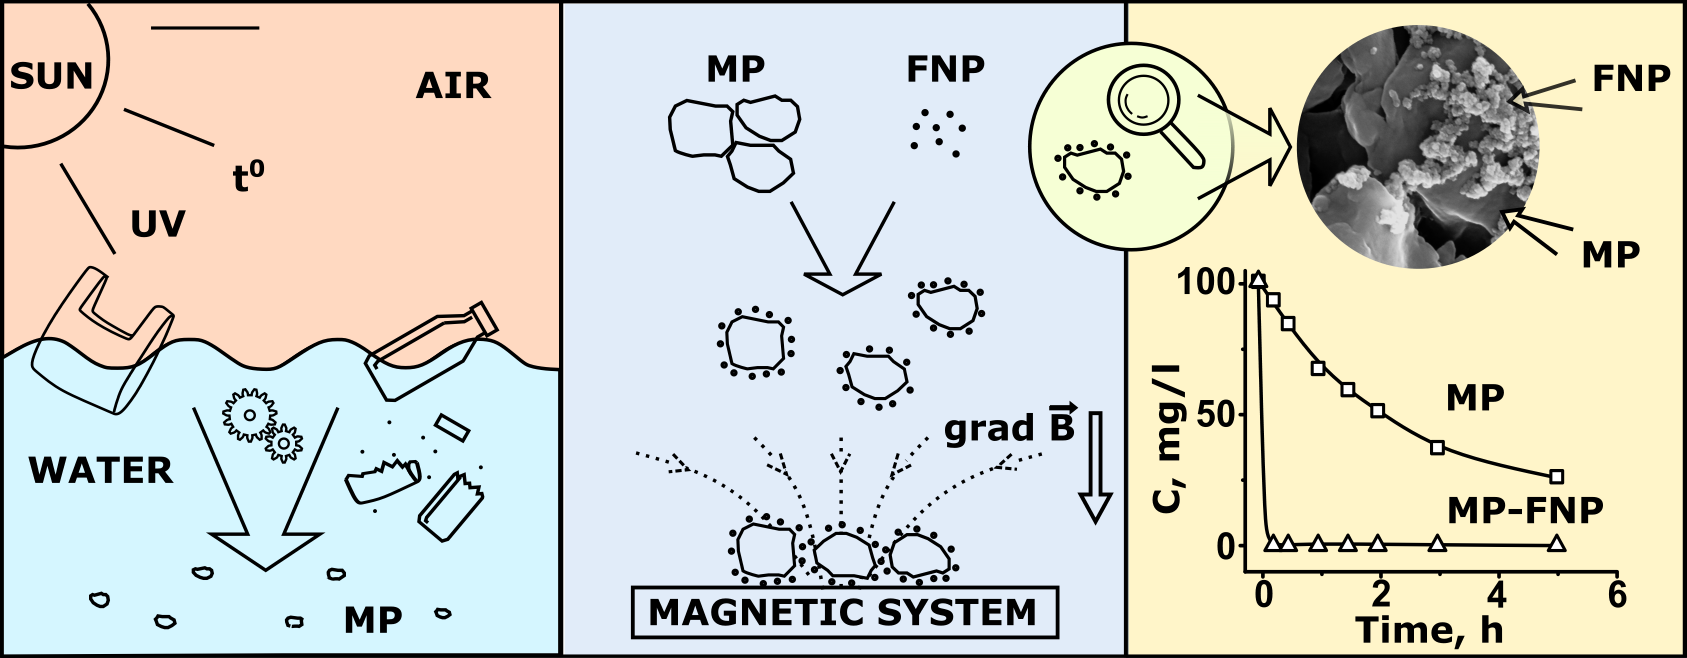 SUN
AIR
t⁰
UV
WATER
MP
MP
FNP
grad B⃗
MAGNETIC SYSTEM
FNP
MP
100
50
0
C, mg/l
MP
MP-FNP
0 2 4 6
Time, h